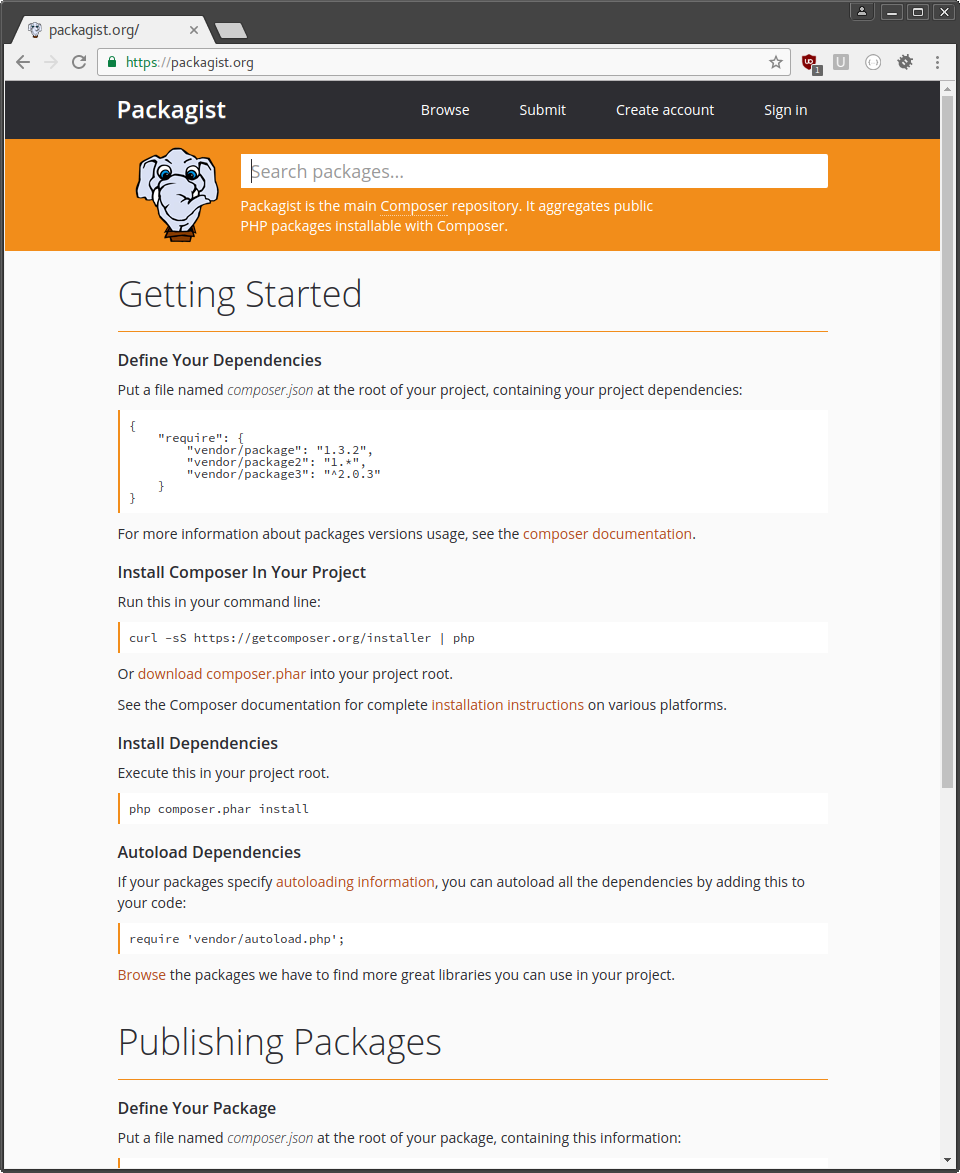 packagist.org/
https://packagist.org
1
U
Packagist
Browse
Submit
Create account
Sign in
Search packages...
Packagist is the main Composer repository. It aggregates public
PHP packages installable with Composer.
Getting Started
Define Your Dependencies
Put a file named composer.json at the root of your project, containing your project dependencies:
{
    "require": {
        "vendor/package": "1.3.2",
        "vendor/package2": "1.*",
        "vendor/package3": "^2.0.3"
    }
}
For more information about packages versions usage, see the composer documentation.
Install Composer In Your Project
Run this in your command line:
curl -sS https://getcomposer.org/installer | php
Or download composer.phar into your project root.
See the Composer documentation for complete installation instructions on various platforms.
Install Dependencies
Execute this in your project root.
php composer.phar install
Autoload Dependencies
If your packages specify autoloading information, you can autoload all the dependencies by adding this to
your code:
require 'vendor/autoload.php';
Browse the packages we have to find more great libraries you can use in your project.
Publishing Packages
Define Your Package
Put a file named composer.json at the root of your package, containing this information: